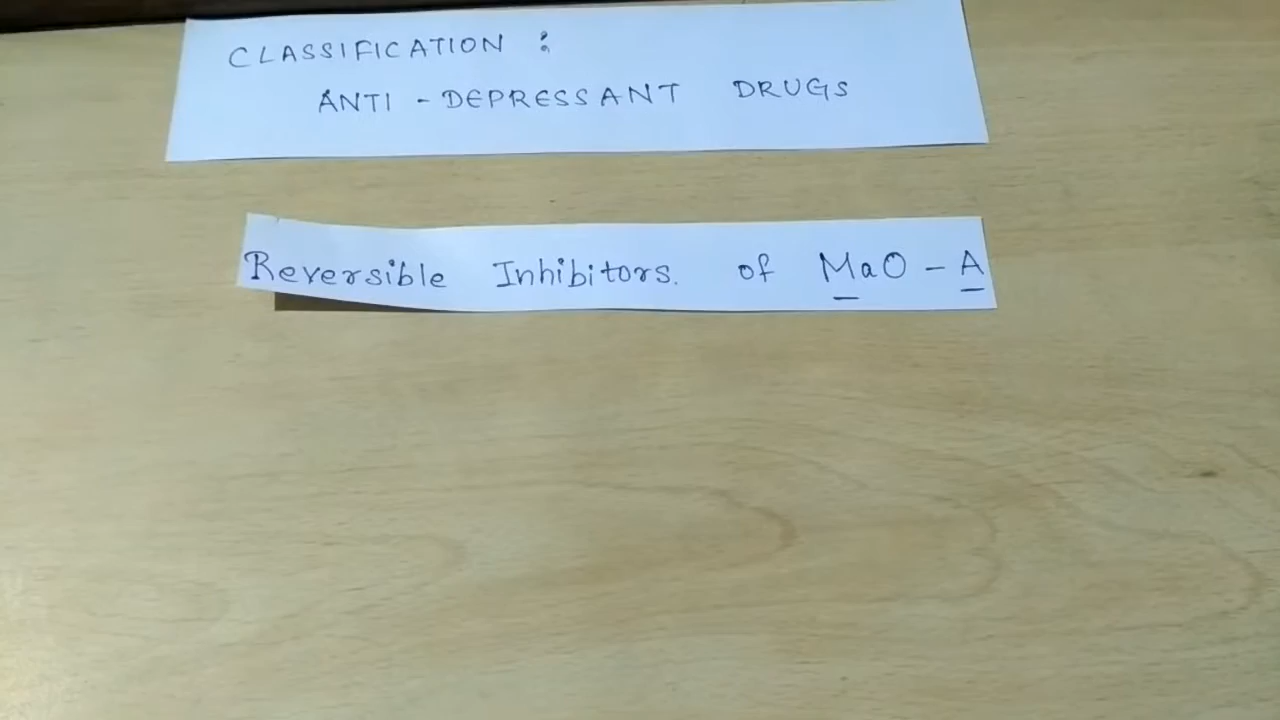 CLASSIFICATION :
ANTI - DEPRESSANT DRUGS
Reversible Inhibitors. of MaO - A